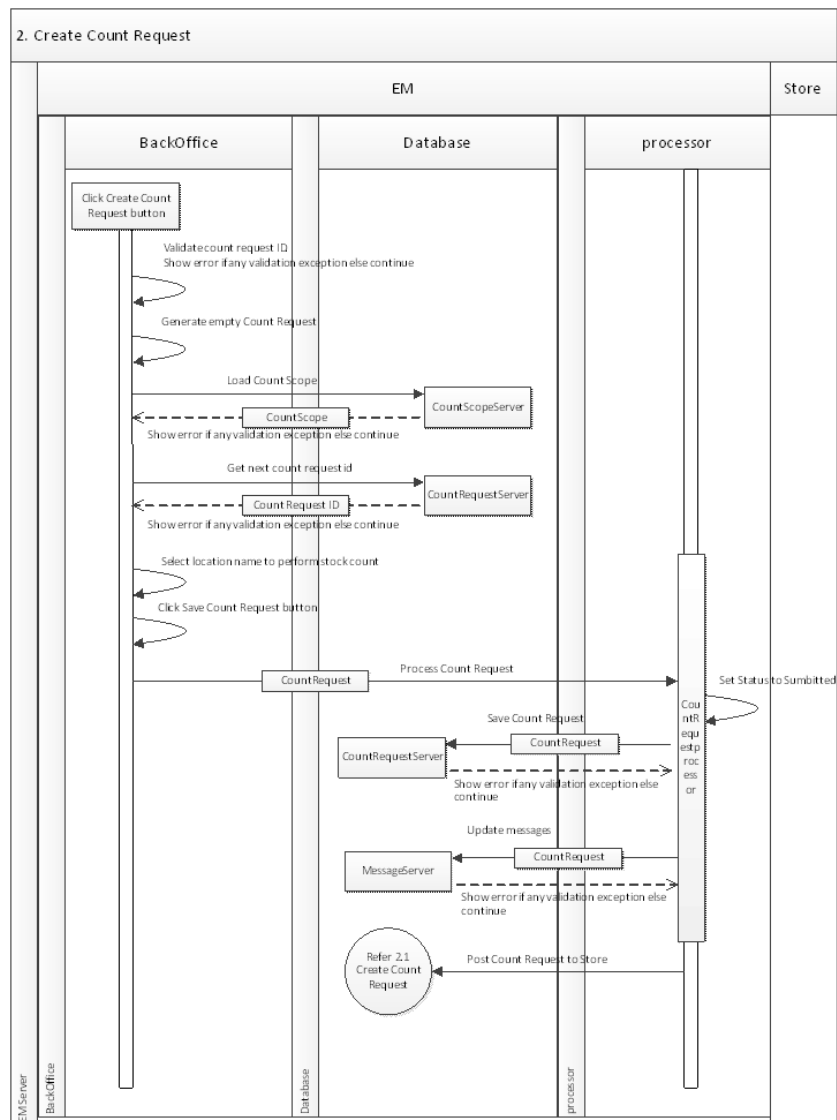 2. Create Count Request
EM
Store
BackOffice
Database
processor
Click Create Count
Request button
Validate count request ID
Show error if any validation exception else continue
Generate empty Count Request
Load Count Scope
CountScopeServer
CountScope
Show error if any validation exception else continue
Get next count request id
CountRequestServer
Count Request ID
Show error if any validation exception else continue
Select location name to perform stock count
Click Save Count Request button
Process Count Request
CountRequest
Set Status to Sumbitted
Cou
ntR
equ
estp
roc
ess
or
Save Count Request
CountRequest
CountRequestServer
Show error if any validation exception else
continue
Update messages
CountRequest
MessageServer
Show error if any validation exception else
continue
Refer 2.1
Create Count
Request
Post Count Request to Store
EM Server
BackOffice
Database
processor